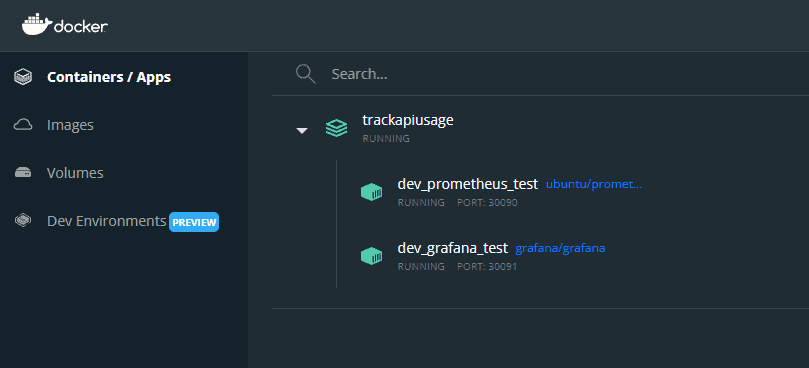 docker
Containers / Apps
Images
Volumes
Dev Environments PREVIEW
Search...
trackapiusage
RUNNING
dev_prometheus_test ubuntu/promet...
RUNNING PORT: 30090
dev_grafana_test grafana/grafana
RUNNING PORT: 30091